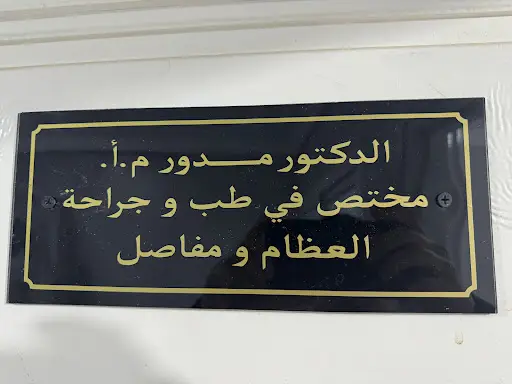 الدكتور مـــدور م.أ.
مختص في طب و جراحة
العظام و مفاصل